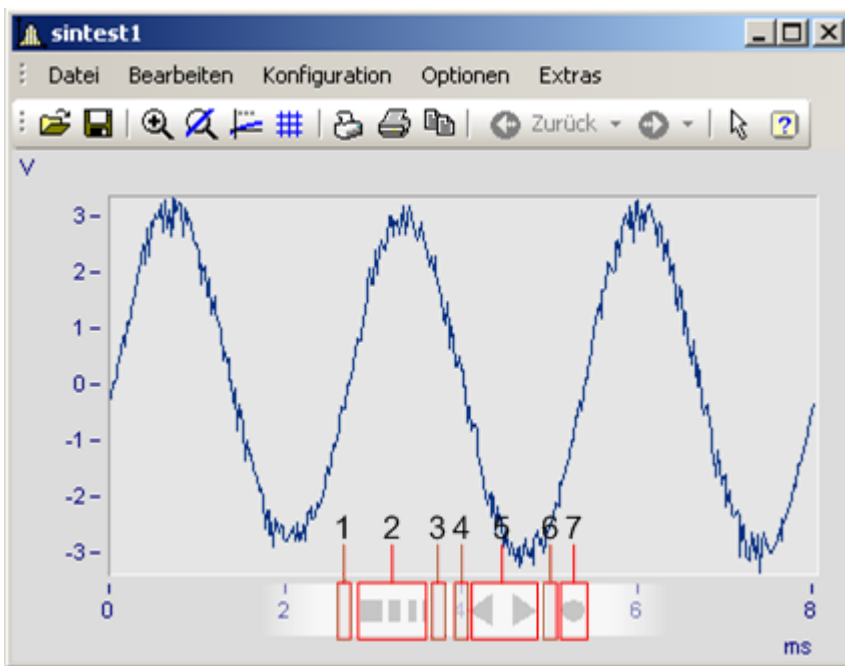 sintest1
Datei Bearbeiten Konfiguration Optionen Extras
Zurück
V
3
2
1
0
-1
-2
-3
1 2 3 4 5 6 7
0 2 4 6 8
ms